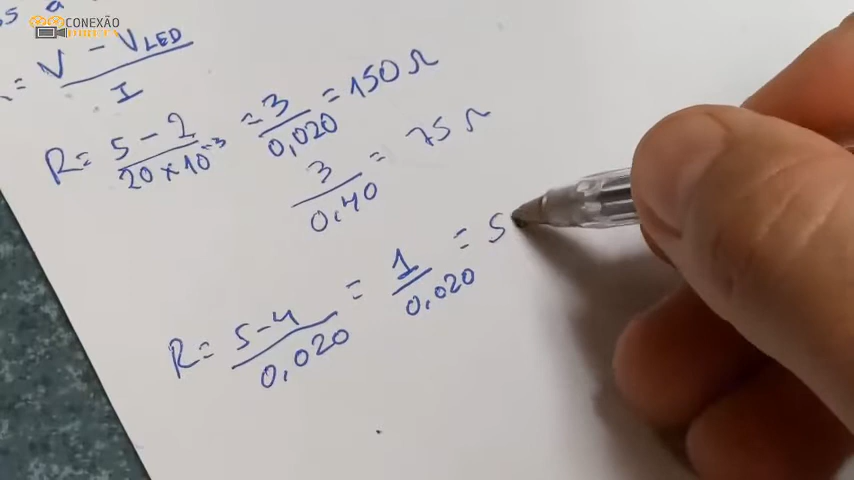 CONEXÃO
V - VLED
I
R = 5 - 2 / 20 x 10⁻³ = 3 / 0,020 = 150 Ω
3 / 0,40 = 75 Ω
R = 5 - 4 / 0,020 = 1 / 0,020 = 5